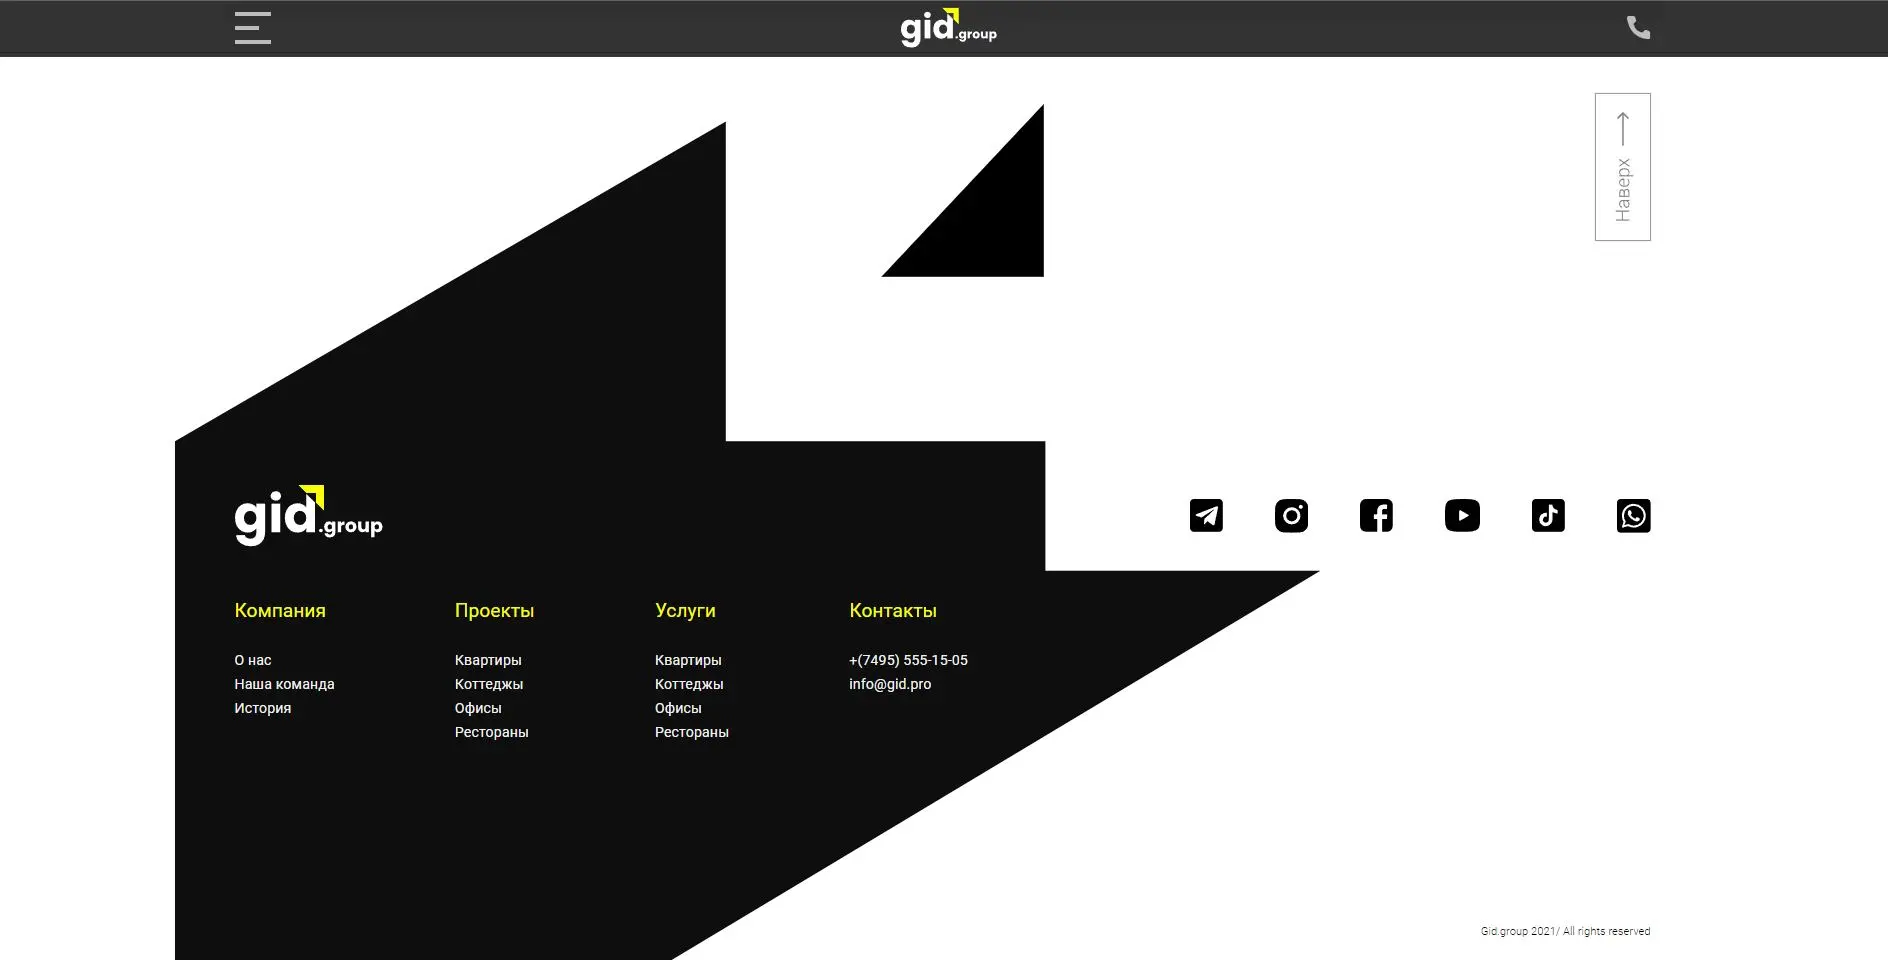 gid.group
Наверх
gid.group
Компания
О нас
Наша команда
История
Проекты
Квартиры
Коттеджы
Офисы
Рестораны
Услуги
Квартиры
Коттеджы
Офисы
Рестораны
Контакты
+(7495) 555-15-05
info@gid.pro
Gid.group 2021/ All rights reserved